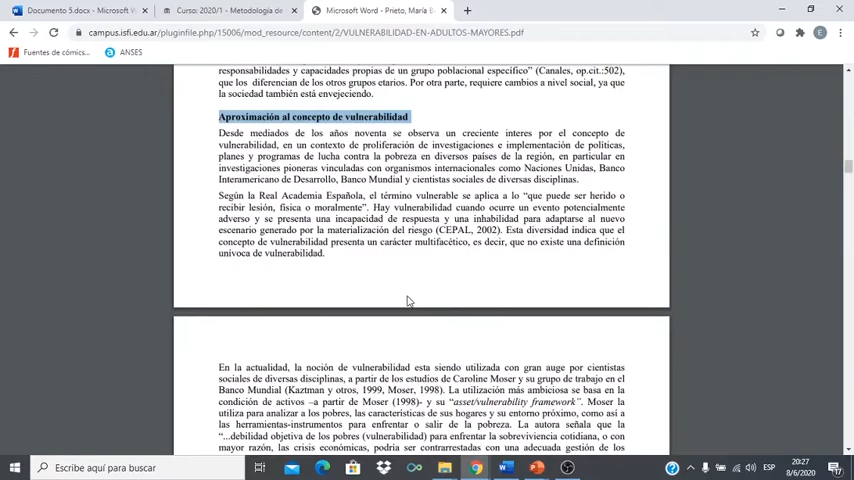 Documento 5.docx - Microsoft W
Curso: 2020/1 - Metodología de
Microsoft Word - Prieto, María B
campus.isfi.edu.ar/pluginfile.php/15006/mod_resource/content/2/VULNERABILIDAD-EN-ADULTOS-MAYORES.pdf
E
Fuentes de cómics...
ANSES
responsabilidades y capacidades propias de un grupo poblacional específico” (Canales, op.cit.:502),
que los diferencian de los otros grupos etarios. Por otra parte, requiere cambios a nivel social, ya que
la sociedad también está envejeciendo.
Aproximación al concepto de vulnerabilidad
Desde mediados de los años noventa se observa un creciente interes por el concepto de
vulnerabilidad, en un contexto de proliferación de investigaciones e implementación de políticas,
planes y programas de lucha contra la pobreza en diversos países de la región, en particular en
investigaciones pioneras vinculadas con organismos internacionales como Naciones Unidas, Banco
Interamericano de Desarrollo, Banco Mundial y cientistas sociales de diversas disciplinas.
Según la Real Academia Española, el término vulnerable se aplica a lo “que puede ser herido o
recibir lesión, física o moralmente”. Hay vulnerabilidad cuando ocurre un evento potencialmente
adverso y se presenta una incapacidad de respuesta y una inhabilidad para adaptarse al nuevo
escenario generado por la materialización del riesgo (CEPAL, 2002). Esta diversidad indica que el
concepto de vulnerabilidad presenta un carácter multifacético, es decir, que no existe una definición
unívoca de vulnerabilidad.
En la actualidad, la noción de vulnerabilidad esta siendo utilizada con gran auge por cientistas
sociales de diversas disciplinas, a partir de los estudios de Caroline Moser y su grupo de trabajo en el
Banco Mundial (Kaztman y otros, 1999, Moser, 1998). La utilización más ambiciosa se basa en la
condición de activos –a partir de Moser (1998)- y su “asset/vulnerability framework”. Moser la
utiliza para analizar a los pobres, las características de sus hogares y su entorno próximo, como así a
las herramientas-instrumentos para enfrentar o salir de la pobreza. La autora señala que la
“...debilidad objetiva de los pobres (vulnerabilidad) para enfrentar la sobrevivencia cotidiana, o con
mayor razón, las crisis económicas, podría ser contrarrestadas con una adecuada gestión de los
Escribe aquí para buscar
ESP
20:27
8/6/2020
17